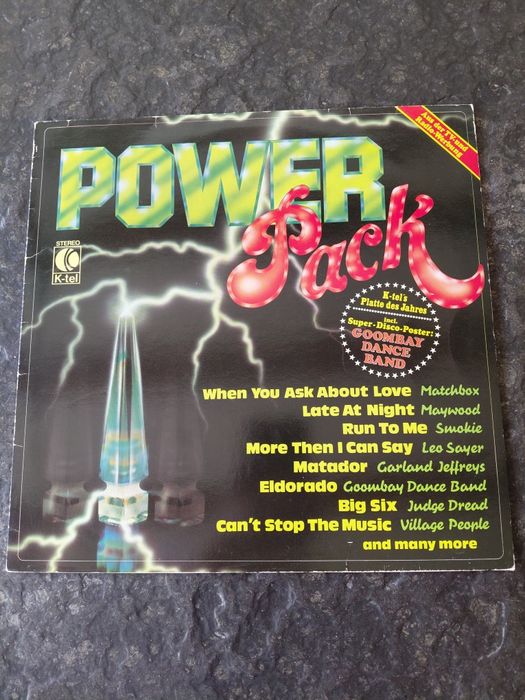 Aus der TV-und
Radio-Werbung
POWER
Pack
STEREO
K
K-tel
K-tel's
Platte des Jahres
incl.
Super-Disco-Poster:
GOOMBAY
DANCE
BAND
When You Ask About Love Matchbox
Late At Night Maywood
Run To Me Smokie
More Then I Can Say Leo Sayer
Matador Garland Jeffreys
Eldorado Goombay Dance Band
Big Six Judge Dread
Can't Stop The Music Village People
and many more